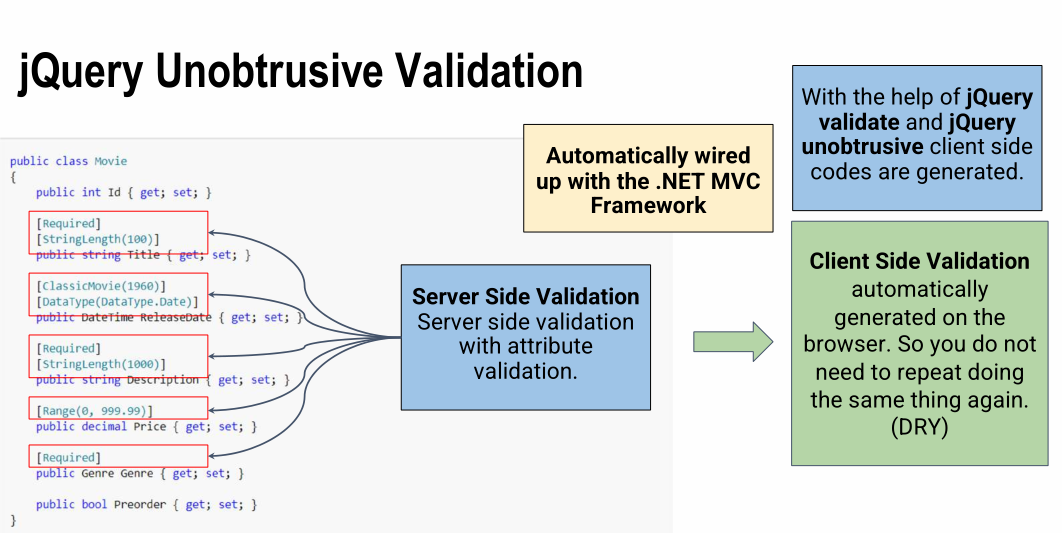 jQuery Unobtrusive Validation
public class Movie
{
public int Id { get; set; }
[Required]
[StringLength(100)]
public string Title { get; set; }
[ClassicMovie(1960)]
[DataType(DataType.Date)]
public DateTime ReleaseDate { get; set; }
[Required]
[StringLength(1000)]
public string Description { get; set; }
[Range(0, 999.99)]
public decimal Price { get; set; }
[Required]
public Genre Genre { get; set; }
public bool Preorder { get; set; }
}
Automatically wired
up with the .NET MVC
Framework
Server Side Validation
Server side validation
with attribute
validation.
With the help of jQuery
validate and jQuery
unobtrusive client side
codes are generated.
Client Side Validation
automatically
generated on the
browser. So you do not
need to repeat doing
the same thing again.
(DRY)